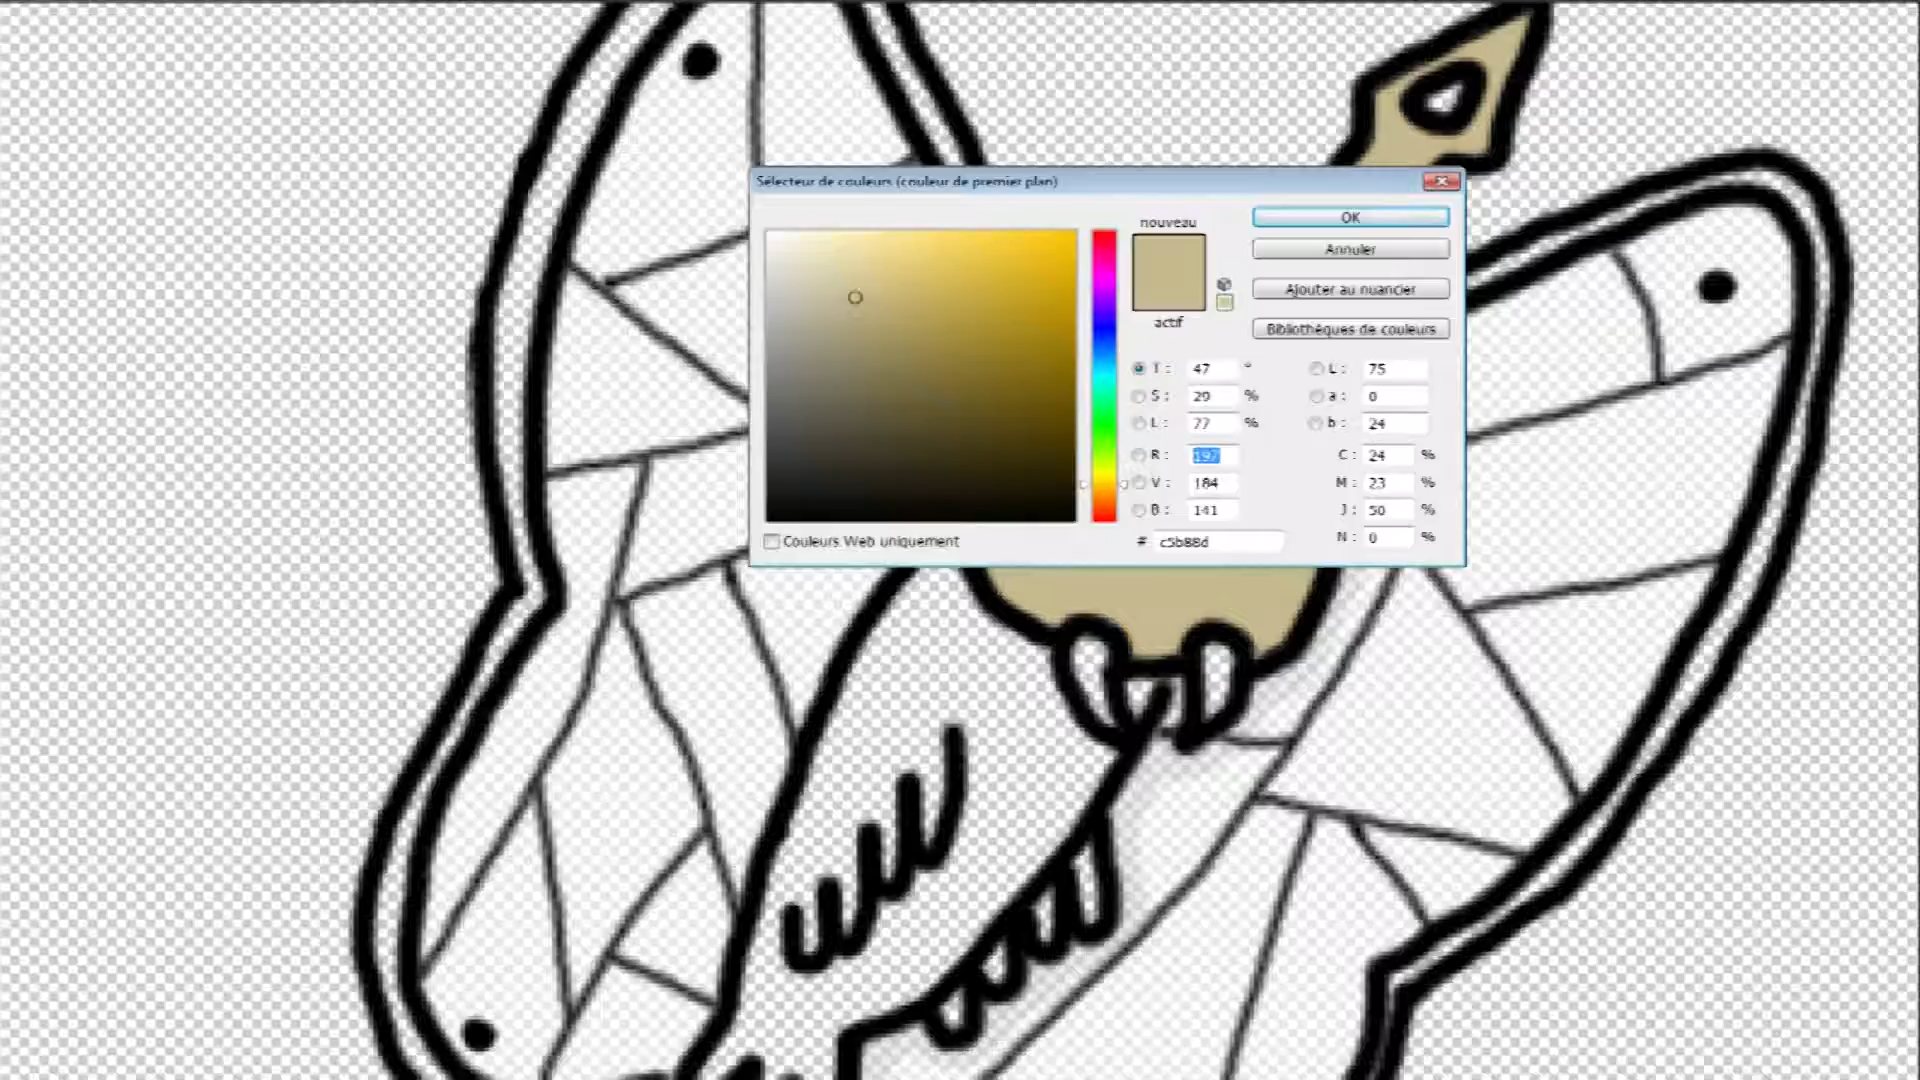 Sélecteur de couleurs (couleur de premier plan)
nouveau
actif
OK
Annuler
Ajouter au nuancier
Bibliothèques de couleurs
T : 47 °
S : 29 %
L : 77 %
R : 197
V : 184
B : 141
# c5b88d
L : 75
a : 0
b : 24
C : 24 %
M : 23 %
J : 50 %
N : 0 %
Couleurs Web uniquement